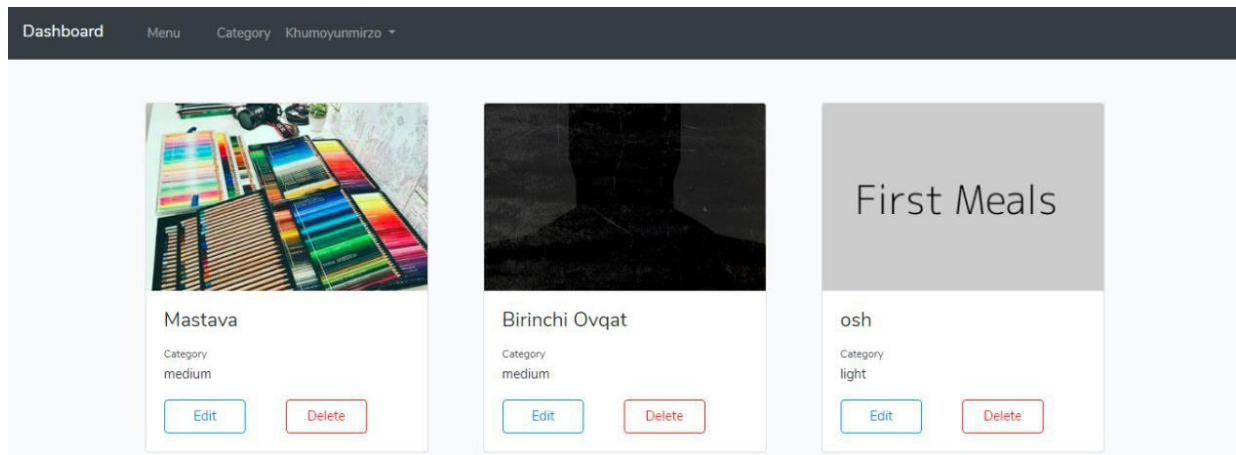 Dashboard Menu Category Khumoyunmirzo
First Meals
Mastava
Category
medium
Edit Delete
Birinchi Ovqat
Category
medium
Edit Delete
osh
Category
light
Edit Delete